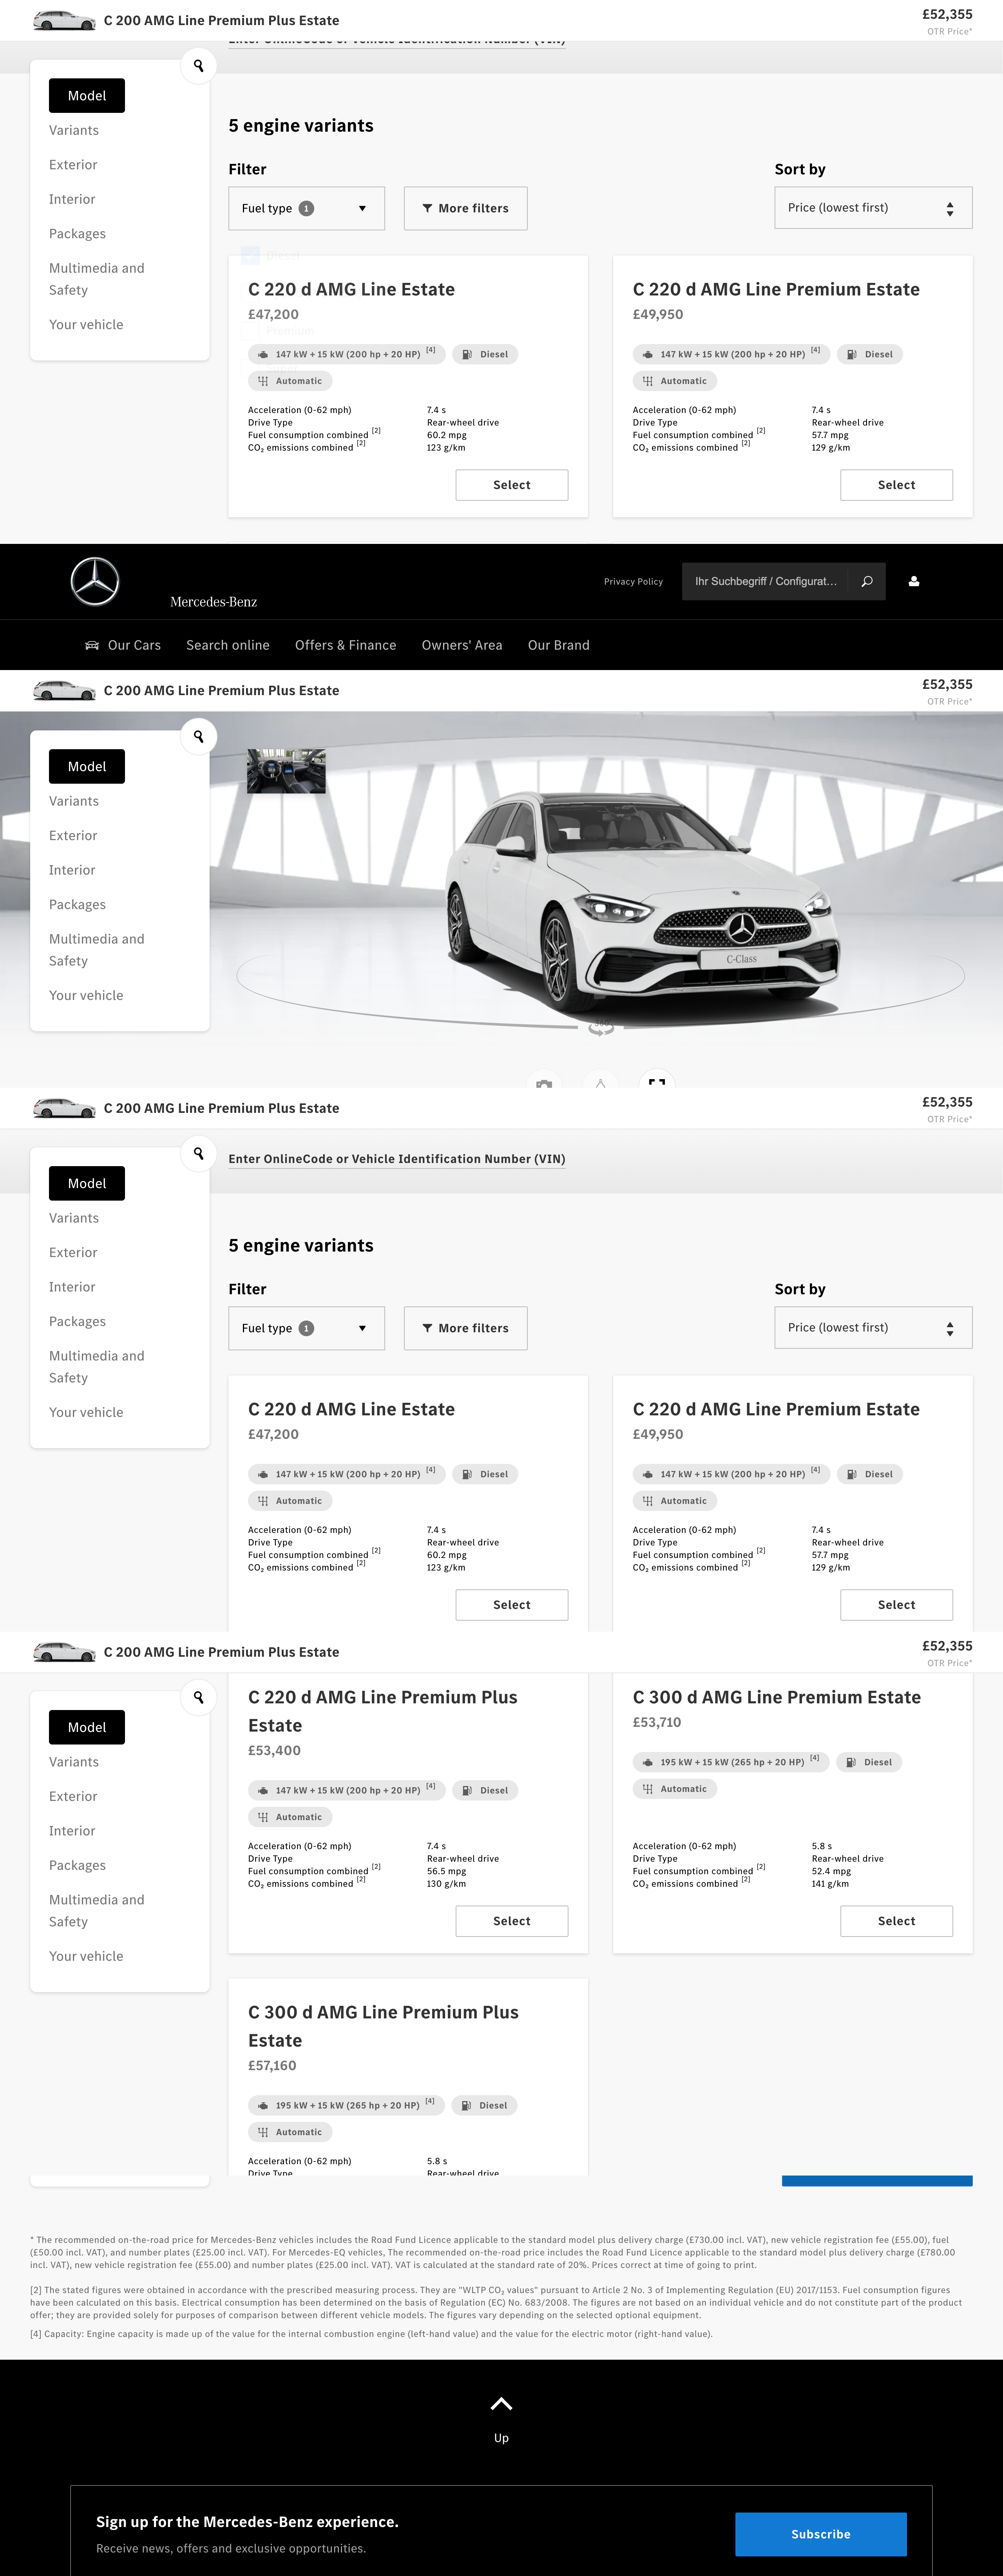 C 200 AMG Line Premium Plus Estate
£52,355
OTR Price*
Enter OnlineCode or Vehicle Identification Number (VIN)
Model
Variants
Exterior
Interior
Packages
Multimedia and
Safety
Your vehicle
5 engine variants
Filter
Sort by
Fuel type 1
More filters
Price (lowest first)
Diesel
Premium
C 220 d AMG Line Estate
£47,200
147 kW + 15 kW (200 hp + 20 HP) [4]
Diesel
Automatic
Acceleration (0-62 mph) 7.4 s
Drive Type Rear-wheel drive
Fuel consumption combined [2] 60.2 mpg
CO₂ emissions combined [2] 123 g/km
Select
C 220 d AMG Line Premium Estate
£49,950
147 kW + 15 kW (200 hp + 20 HP) [4]
Diesel
Automatic
Acceleration (0-62 mph) 7.4 s
Drive Type Rear-wheel drive
Fuel consumption combined [2] 57.7 mpg
CO₂ emissions combined [2] 129 g/km
Select
Mercedes-Benz
Privacy Policy
Ihr Suchbegriff / Configurat...
Our Cars
Search online
Offers & Finance
Owners' Area
Our Brand
C 200 AMG Line Premium Plus Estate
£52,355
OTR Price*
Model
Variants
Exterior
Interior
Packages
Multimedia and
Safety
Your vehicle
C-Class
C 200 AMG Line Premium Plus Estate
£52,355
OTR Price*
Enter OnlineCode or Vehicle Identification Number (VIN)
Model
Variants
Exterior
Interior
Packages
Multimedia and
Safety
Your vehicle
5 engine variants
Filter
Sort by
Fuel type 1
More filters
Price (lowest first)
C 220 d AMG Line Estate
£47,200
147 kW + 15 kW (200 hp + 20 HP) [4]
Diesel
Automatic
Acceleration (0-62 mph) 7.4 s
Drive Type Rear-wheel drive
Fuel consumption combined [2] 60.2 mpg
CO₂ emissions combined [2] 123 g/km
Select
C 220 d AMG Line Premium Estate
£49,950
147 kW + 15 kW (200 hp + 20 HP) [4]
Diesel
Automatic
Acceleration (0-62 mph) 7.4 s
Drive Type Rear-wheel drive
Fuel consumption combined [2] 57.7 mpg
CO₂ emissions combined [2] 129 g/km
Select
C 200 AMG Line Premium Plus Estate
£52,355
OTR Price*
Model
Variants
Exterior
Interior
Packages
Multimedia and
Safety
Your vehicle
C 220 d AMG Line Premium Plus
Estate
£53,400
147 kW + 15 kW (200 hp + 20 HP) [4]
Diesel
Automatic
Acceleration (0-62 mph) 7.4 s
Drive Type Rear-wheel drive
Fuel consumption combined [2] 56.5 mpg
CO₂ emissions combined [2] 130 g/km
Select
C 300 d AMG Line Premium Estate
£53,710
195 kW + 15 kW (265 hp + 20 HP) [4]
Diesel
Automatic
Acceleration (0-62 mph) 5.8 s
Drive Type Rear-wheel drive
Fuel consumption combined [2] 52.4 mpg
CO₂ emissions combined [2] 141 g/km
Select
C 300 d AMG Line Premium Plus
Estate
£57,160
195 kW + 15 kW (265 hp + 20 HP) [4]
Diesel
Automatic
Acceleration (0-62 mph) 5.8 s
Drive Type Rear-wheel drive
* The recommended on-the-road price for Mercedes-Benz vehicles includes the Road Fund Licence applicable to the standard model plus delivery charge (£730.00 incl. VAT), new vehicle registration fee (£55.00), fuel
(£50.00 incl. VAT), and number plates (£25.00 incl. VAT). For Mercedes-EQ vehicles, The recommended on-the-road price includes the Road Fund Licence applicable to the standard model plus delivery charge (£780.00
incl. VAT), new vehicle registration fee (£55.00) and number plates (£25.00 incl. VAT). VAT is calculated at the standard rate of 20%. Prices correct at time of going to print.
[2] The stated figures were obtained in accordance with the prescribed measuring process. They are "WLTP CO₂ values" pursuant to Article 2 No. 3 of Implementing Regulation (EU) 2017/1153. Fuel consumption figures
have been calculated on this basis. Electrical consumption has been determined on the basis of Regulation (EC) No. 683/2008. The figures are not based on an individual vehicle and do not constitute part of the product
offer; they are provided solely for purposes of comparison between different vehicle models. The figures vary depending on the selected optional equipment.
[4] Capacity: Engine capacity is made up of the value for the internal combustion engine (left-hand value) and the value for the electric motor (right-hand value).
Up
Sign up for the Mercedes-Benz experience.
Receive news, offers and exclusive opportunities.
Subscribe